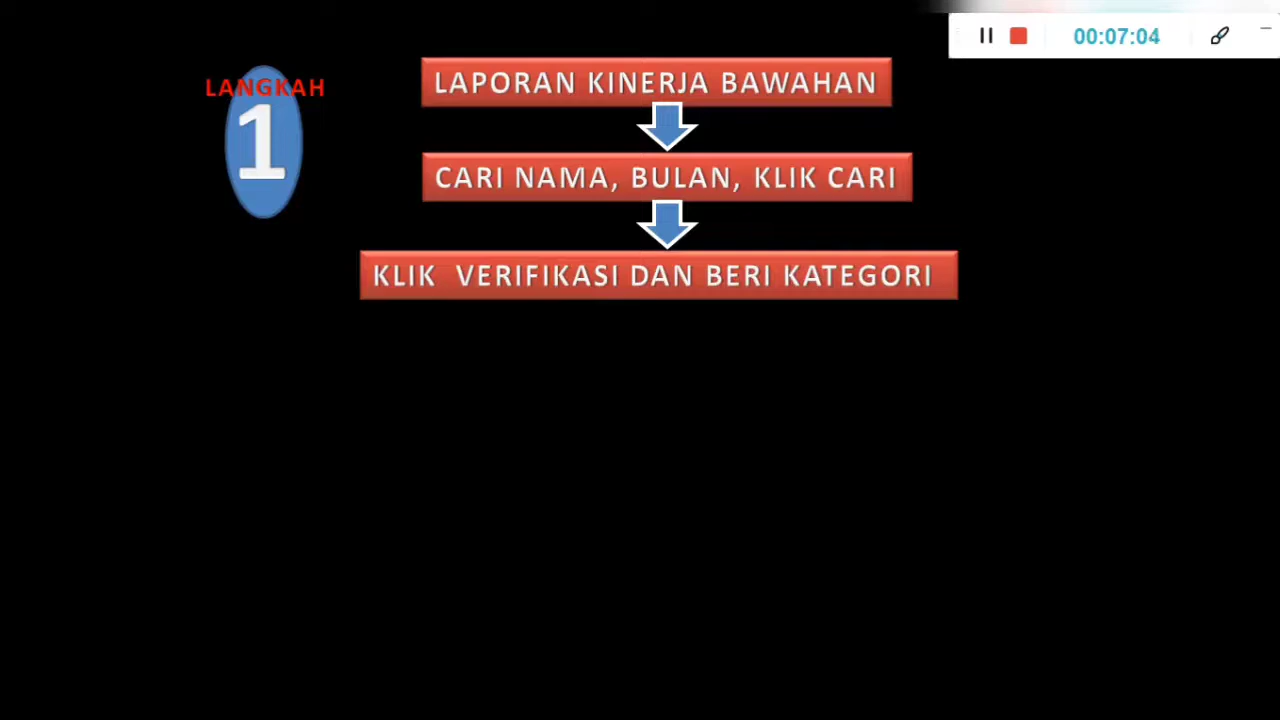 LANGKAH
1
LAPORAN KINERJA BAWAHAN
CARI NAMA, BULAN, KLIK CARI
KLIK VERIFIKASI DAN BERI KATEGORI
00:07:04